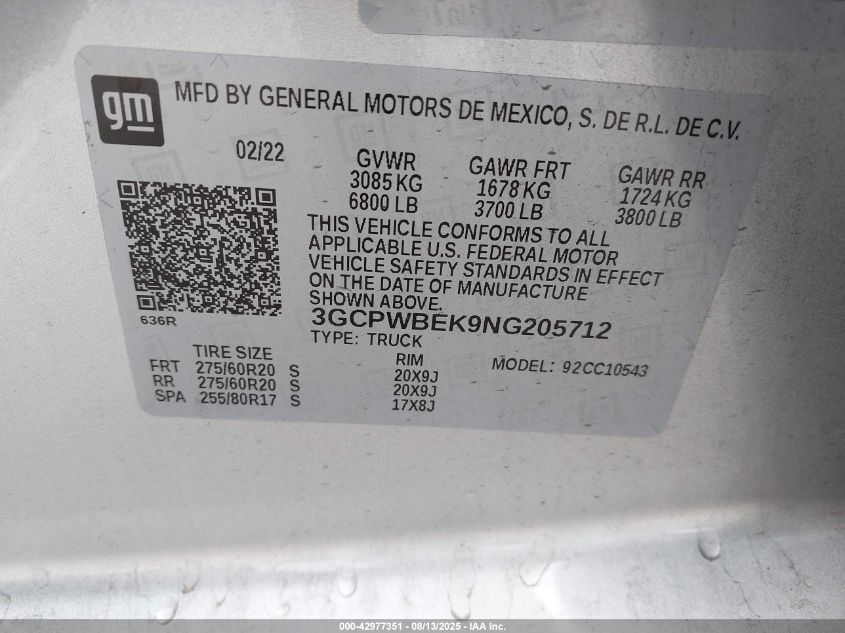 gm
MFD BY GENERAL MOTORS DE MEXICO, S. DE R.L. DE C.V.
02/22
GVWR
3085 KG
6800 LB
GAWR FRT
1678 KG
3700 LB
GAWR RR
1724 KG
3800 LB
THIS VEHICLE CONFORMS TO ALL
APPLICABLE U.S. FEDERAL MOTOR
VEHICLE SAFETY STANDARDS IN EFFECT
ON THE DATE OF MANUFACTURE
SHOWN ABOVE.
636R
3GCPWBEK9NG205712
TYPE: TRUCK
MODEL: 92CC10543
TIRE SIZE RIM
FRT 275/60R20 S 20X9J
RR 275/60R20 S 20X9J
SPA 255/80R17 S 17X8J
000-42977351 - 08/13/2025 - IAA Inc.